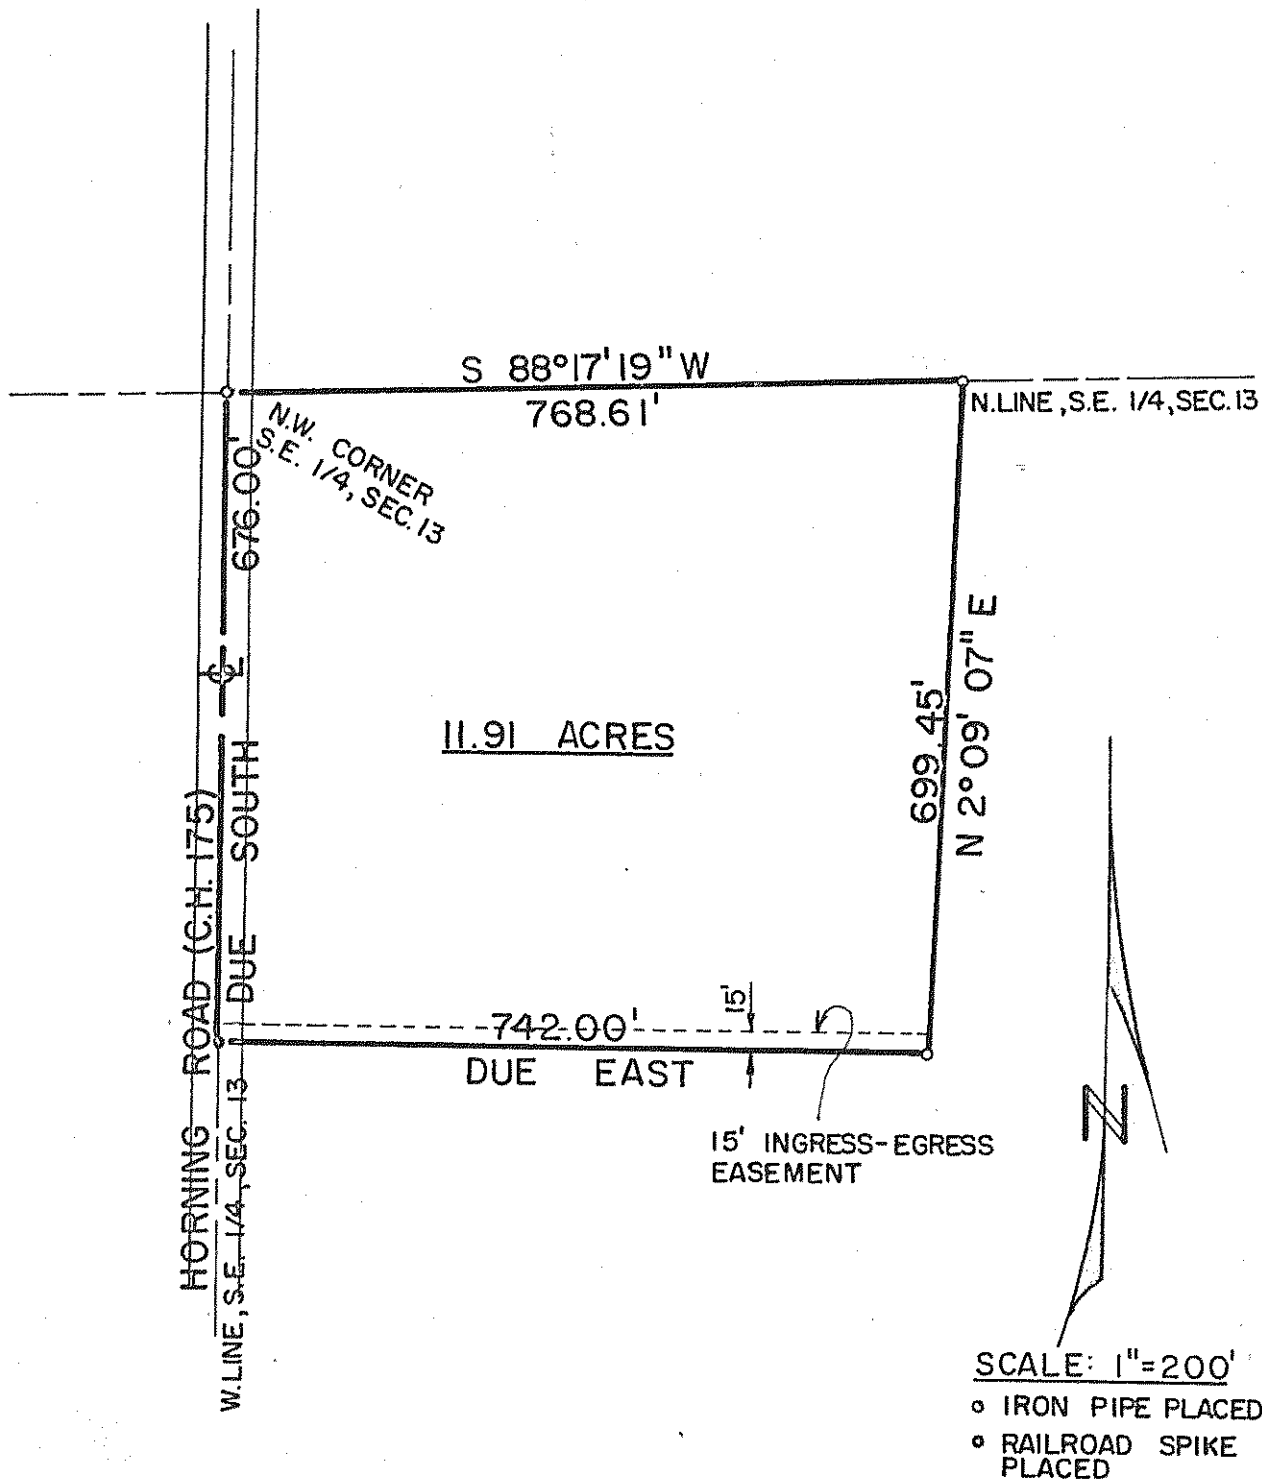 S 88°17'19"W
768.61'
N.LINE, S.E. 1/4, SEC. 13
N.W. CORNER
S.E. 1/4, SEC. 13
676.00'
DUE SOUTH
11.91 ACRES
699.45'
N 2°09'07" E
HORNING ROAD (C.H. 175)
W. LINE, S.E. 1/4, SEC. 13
15'
742.00'
DUE EAST
15' INGRESS-EGRESS
EASEMENT
N
SCALE: 1"=200'
IRON PIPE PLACED
RAILROAD SPIKE
PLACED